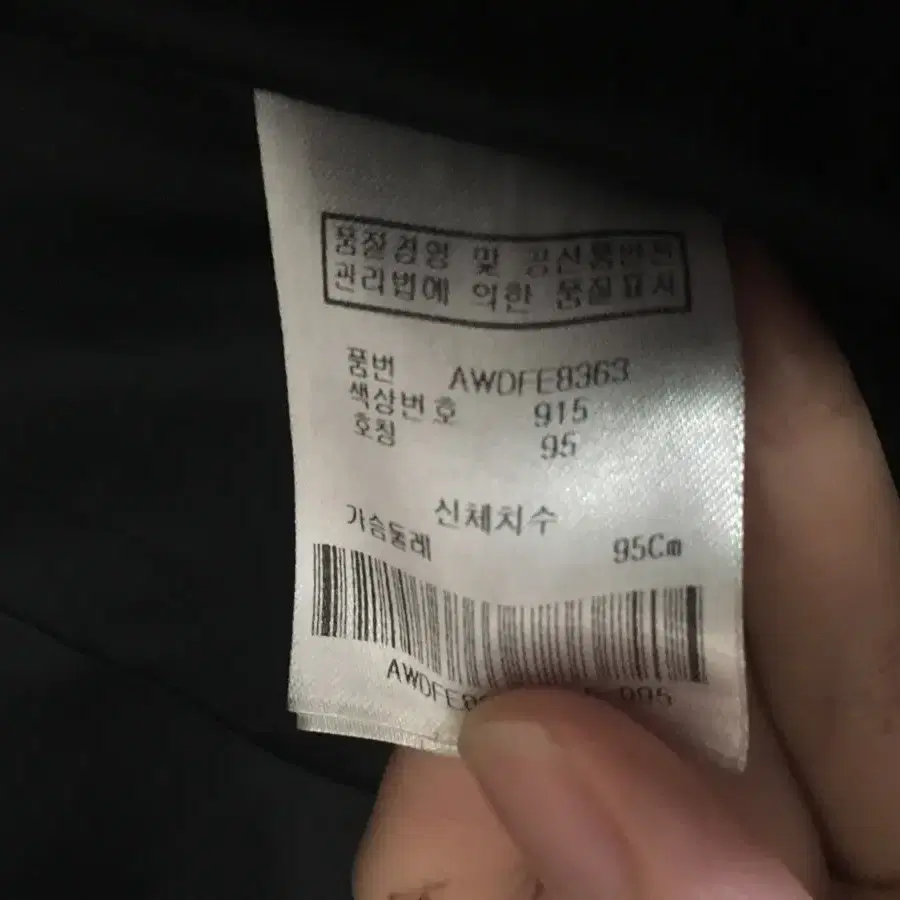 품질경영 및 공산품안전
관리법에 의한 품질표시
품번 AWDFE8363
색상번호 915
호칭 95
신체치수
가슴둘레 95Cm